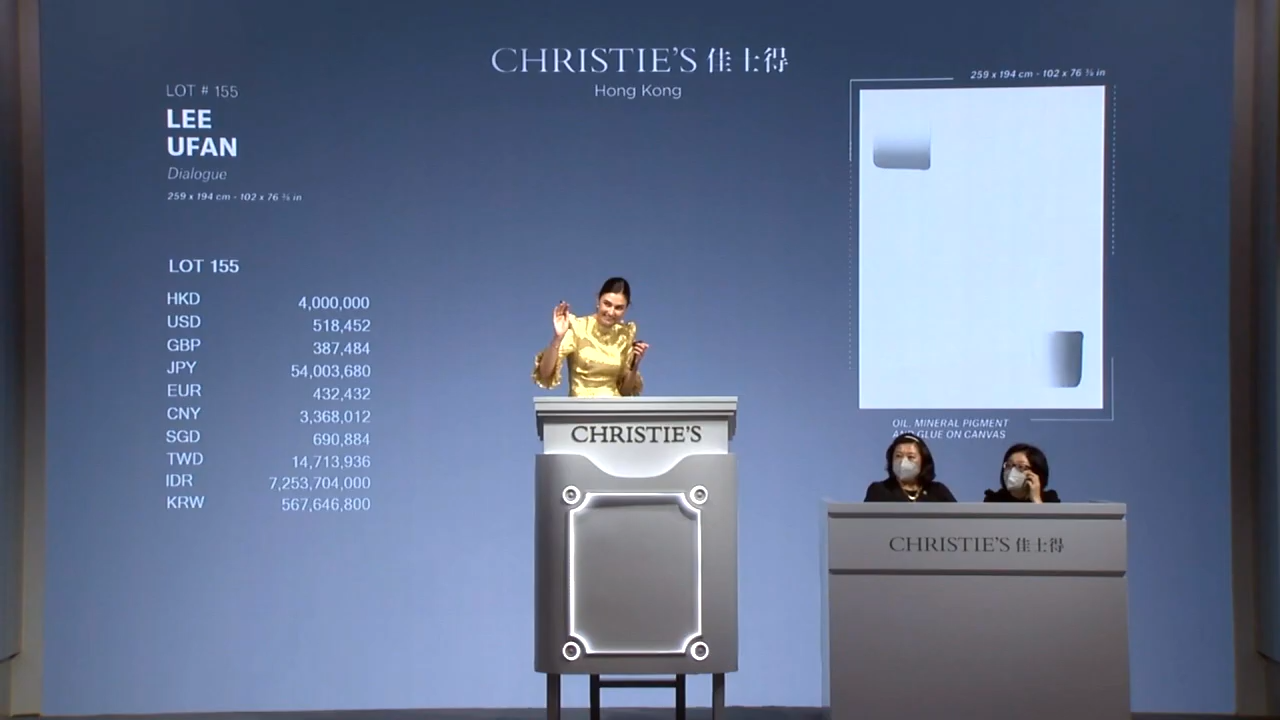 CHRISTIE'S 佳士得
Hong Kong
LOT # 155
LEE
UFAN
Dialogue
259 x 194 cm - 102 x 76 ⅜ in
LOT 155
HKD 4,000,000
USD 518,452
GBP 387,484
JPY 54,003,680
EUR 432,432
CNY 3,368,012
SGD 690,884
TWD 14,713,936
IDR 7,253,704,000
KRW 567,646,800
259 x 194 cm - 102 x 76 ⅜ in
OIL, MINERAL PIGMENT
AND GLUE ON CANVAS
CHRISTIE'S
CHRISTIE'S 佳士得